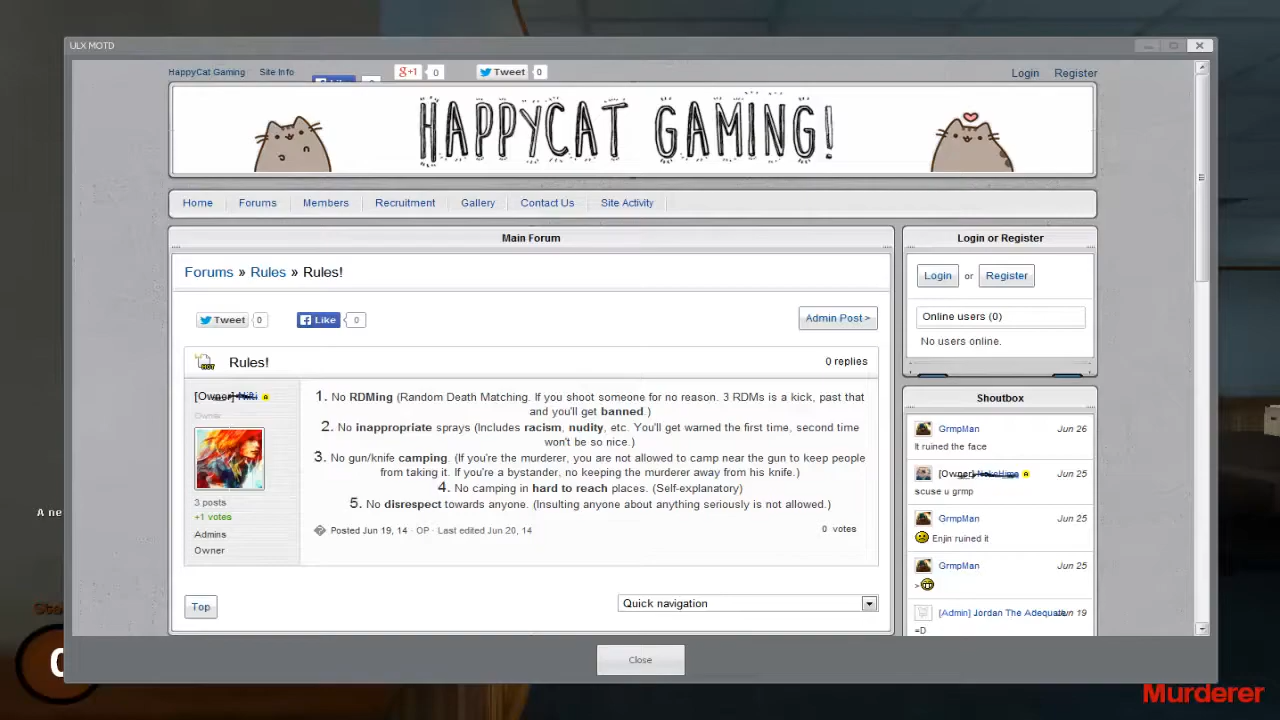 ULX MOTD
HappyCat Gaming Site Info Like g+1 0 Tweet 0 Login Register
HAPPYCAT GAMING!
Home Forums Members Recruitment Gallery Contact Us Site Activity
Main Forum
Forums » Rules » Rules!
Tweet 0 Like 0 Admin Post >
HOT Rules! 0 replies
[Owner]
Owner
3 posts
+1 votes
Admins
Owner
1. No RDMing (Random Death Matching. If you shoot someone for no reason. 3 RDMs is a kick, past that
and you'll get banned.)
2. No inappropriate sprays (Includes racism, nudity, etc. You'll get warned the first time, second time
won't be so nice.)
3. No gun/knife camping. (If you're the murderer, you are not allowed to camp near the gun to keep people
from taking it. If you're a bystander, no keeping the murderer away from his knife.)
4. No camping in hard to reach places. (Self-explanatory)
5. No disrespect towards anyone. (Insulting anyone about anything seriously is not allowed.)
Posted Jun 19, 14 · OP · Last edited Jun 20, 14 0 votes
Top Quick navigation
Login or Register
Login or Register
Online users (0)
No users online.
Shoutbox
GrmpMan Jun 26
It ruined the face
[Owner] Jun 25
scuse u grmp
GrmpMan Jun 25
Enjin ruined it
GrmpMan Jun 25
>
[Admin] Jordan The Adequate Jun 19
=D
A ne
Close
Murderer